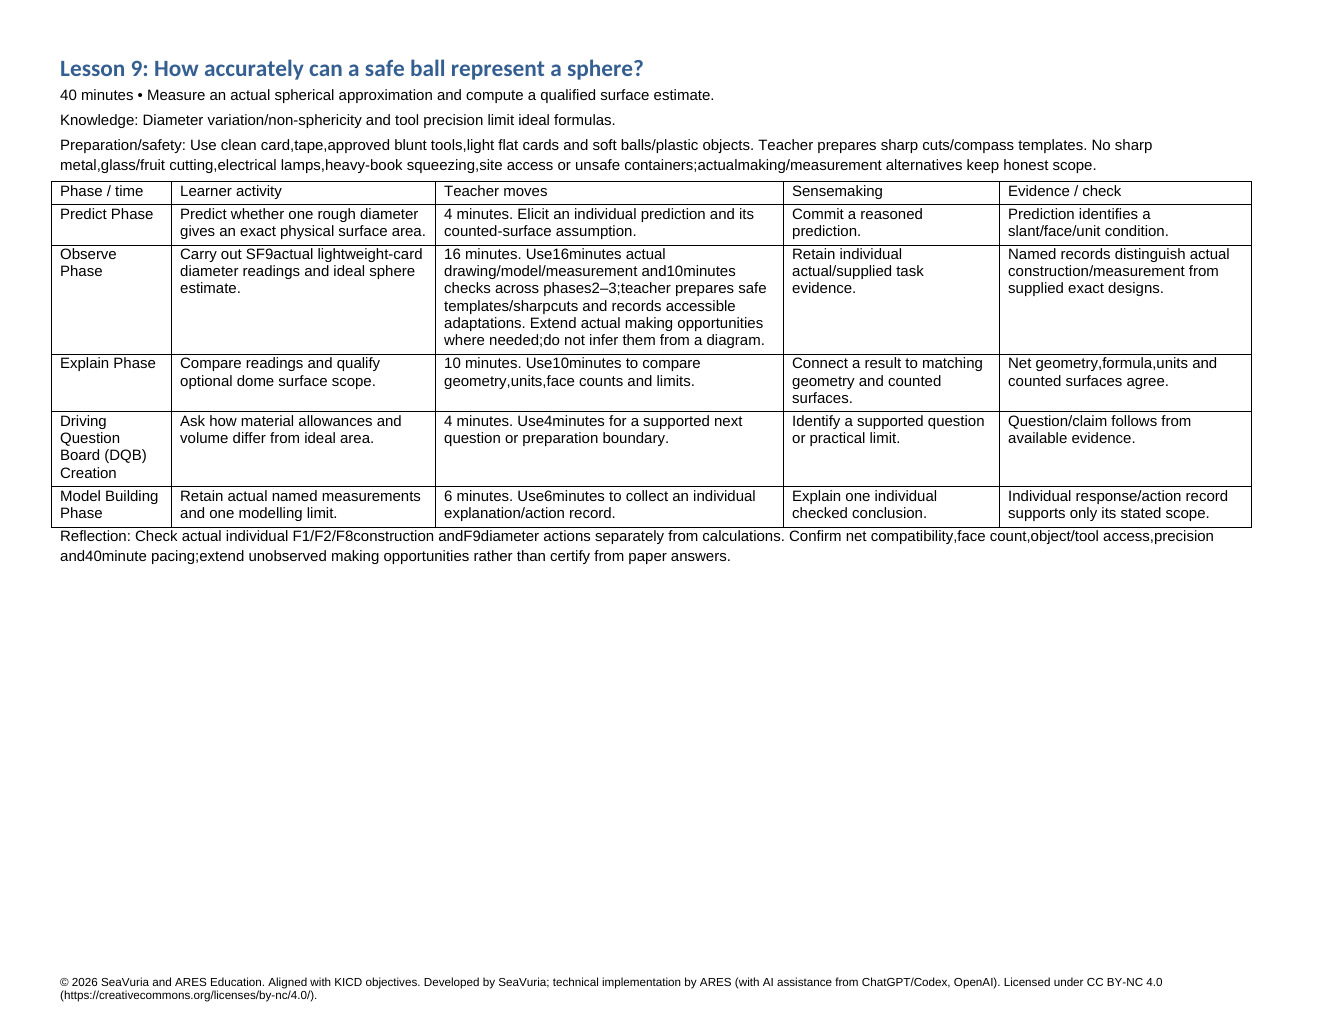 Lesson 9: How accurately can a safe ball represent a sphere?
40 minutes • Measure an actual spherical approximation and compute a qualified surface estimate.
Knowledge: Diameter variation/non-sphericity and tool precision limit ideal formulas.
Preparation/safety: Use clean card,tape,approved blunt tools,light flat cards and soft balls/plastic objects. Teacher prepares sharp cuts/compass templates. No sharp
metal,glass/fruit cutting,electrical lamps,heavy-book squeezing,site access or unsafe containers;actualmaking/measurement alternatives keep honest scope.
Phase / time
Learner activity
Teacher moves
Sensemaking
Evidence / check
Predict Phase
Predict whether one rough diameter
gives an exact physical surface area.
4 minutes. Elicit an individual prediction and its
counted-surface assumption.
Commit a reasoned
prediction.
Prediction identifies a
slant/face/unit condition.
Observe
Phase
Carry out SF9actual lightweight-card
diameter readings and ideal sphere
estimate.
16 minutes. Use16minutes actual
drawing/model/measurement and10minutes
checks across phases2–3;teacher prepares safe
templates/sharpcuts and records accessible
adaptations. Extend actual making opportunities
where needed;do not infer them from a diagram.
Retain individual
actual/supplied task
evidence.
Named records distinguish actual
construction/measurement from
supplied exact designs.
Explain Phase
Compare readings and qualify
optional dome surface scope.
10 minutes. Use10minutes to compare
geometry,units,face counts and limits.
Connect a result to matching
geometry and counted
surfaces.
Net geometry,formula,units and
counted surfaces agree.
Driving
Question
Board (DQB)
Creation
Ask how material allowances and
volume differ from ideal area.
4 minutes. Use4minutes for a supported next
question or preparation boundary.
Identify a supported question
or practical limit.
Question/claim follows from
available evidence.
Model Building
Phase
Retain actual named measurements
and one modelling limit.
6 minutes. Use6minutes to collect an individual
explanation/action record.
Explain one individual
checked conclusion.
Individual response/action record
supports only its stated scope.
Reflection: Check actual individual F1/F2/F8construction andF9diameter actions separately from calculations. Confirm net compatibility,face count,object/tool access,precision
and40minute pacing;extend unobserved making opportunities rather than certify from paper answers.
© 2026 SeaVuria and ARES Education. Aligned with KICD objectives. Developed by SeaVuria; technical implementation by ARES (with AI assistance from ChatGPT/Codex, OpenAI). Licensed under CC BY-NC 4.0
(https://creativecommons.org/licenses/by-nc/4.0/).